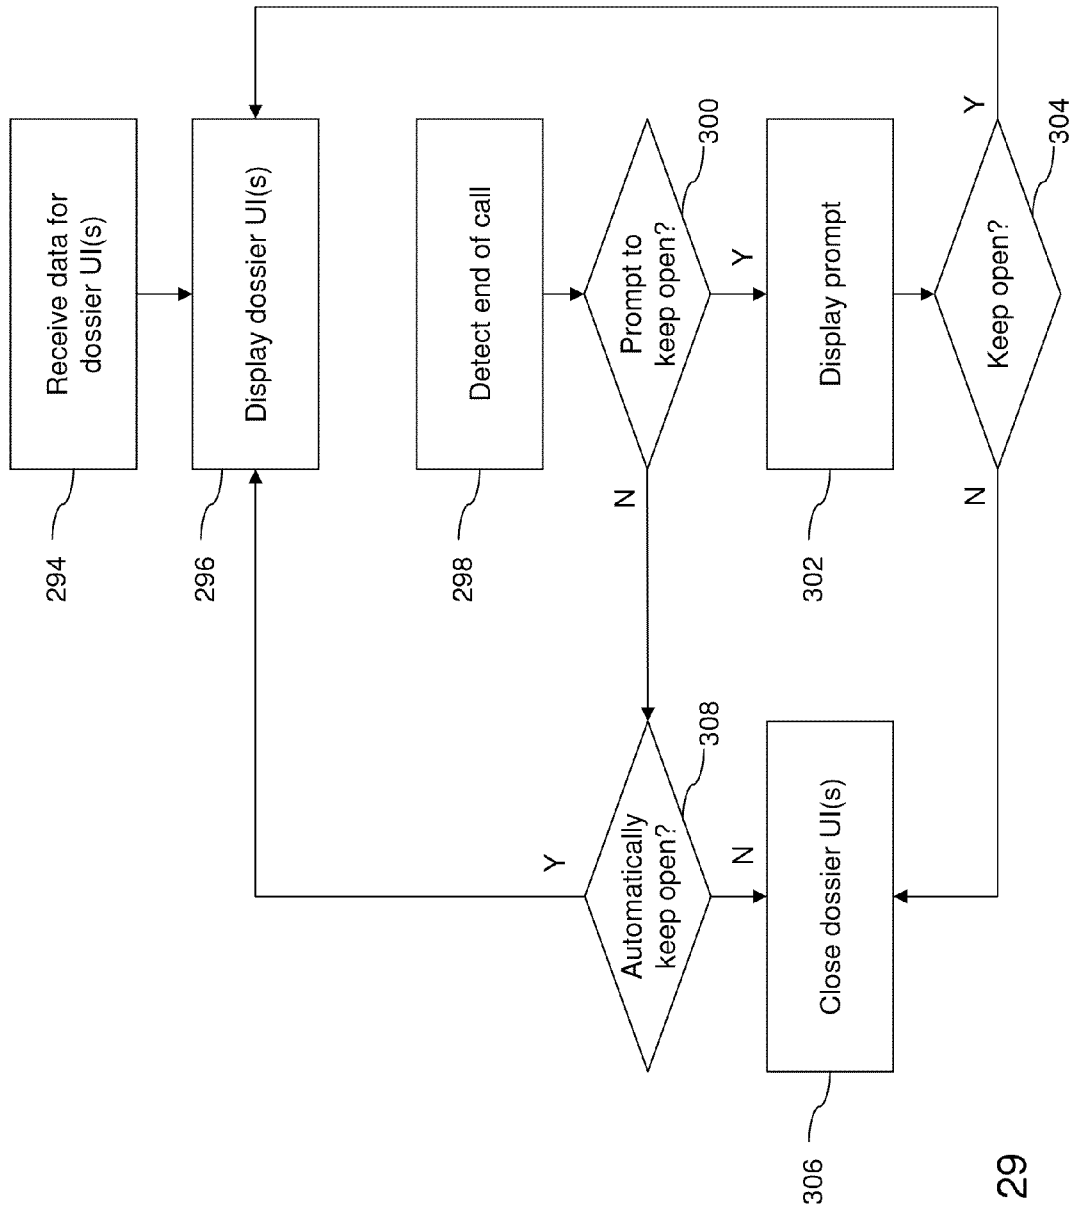 294
Receive data for
dossier UI(s)
296
Display dossier UI(s)
298
Detect end of call
300
Prompt to
keep open?
N
Y
302
Display prompt
304
Keep open?
Y
N
308
Automatically
keep open?
Y
N
306
Close dossier UI(s)
29